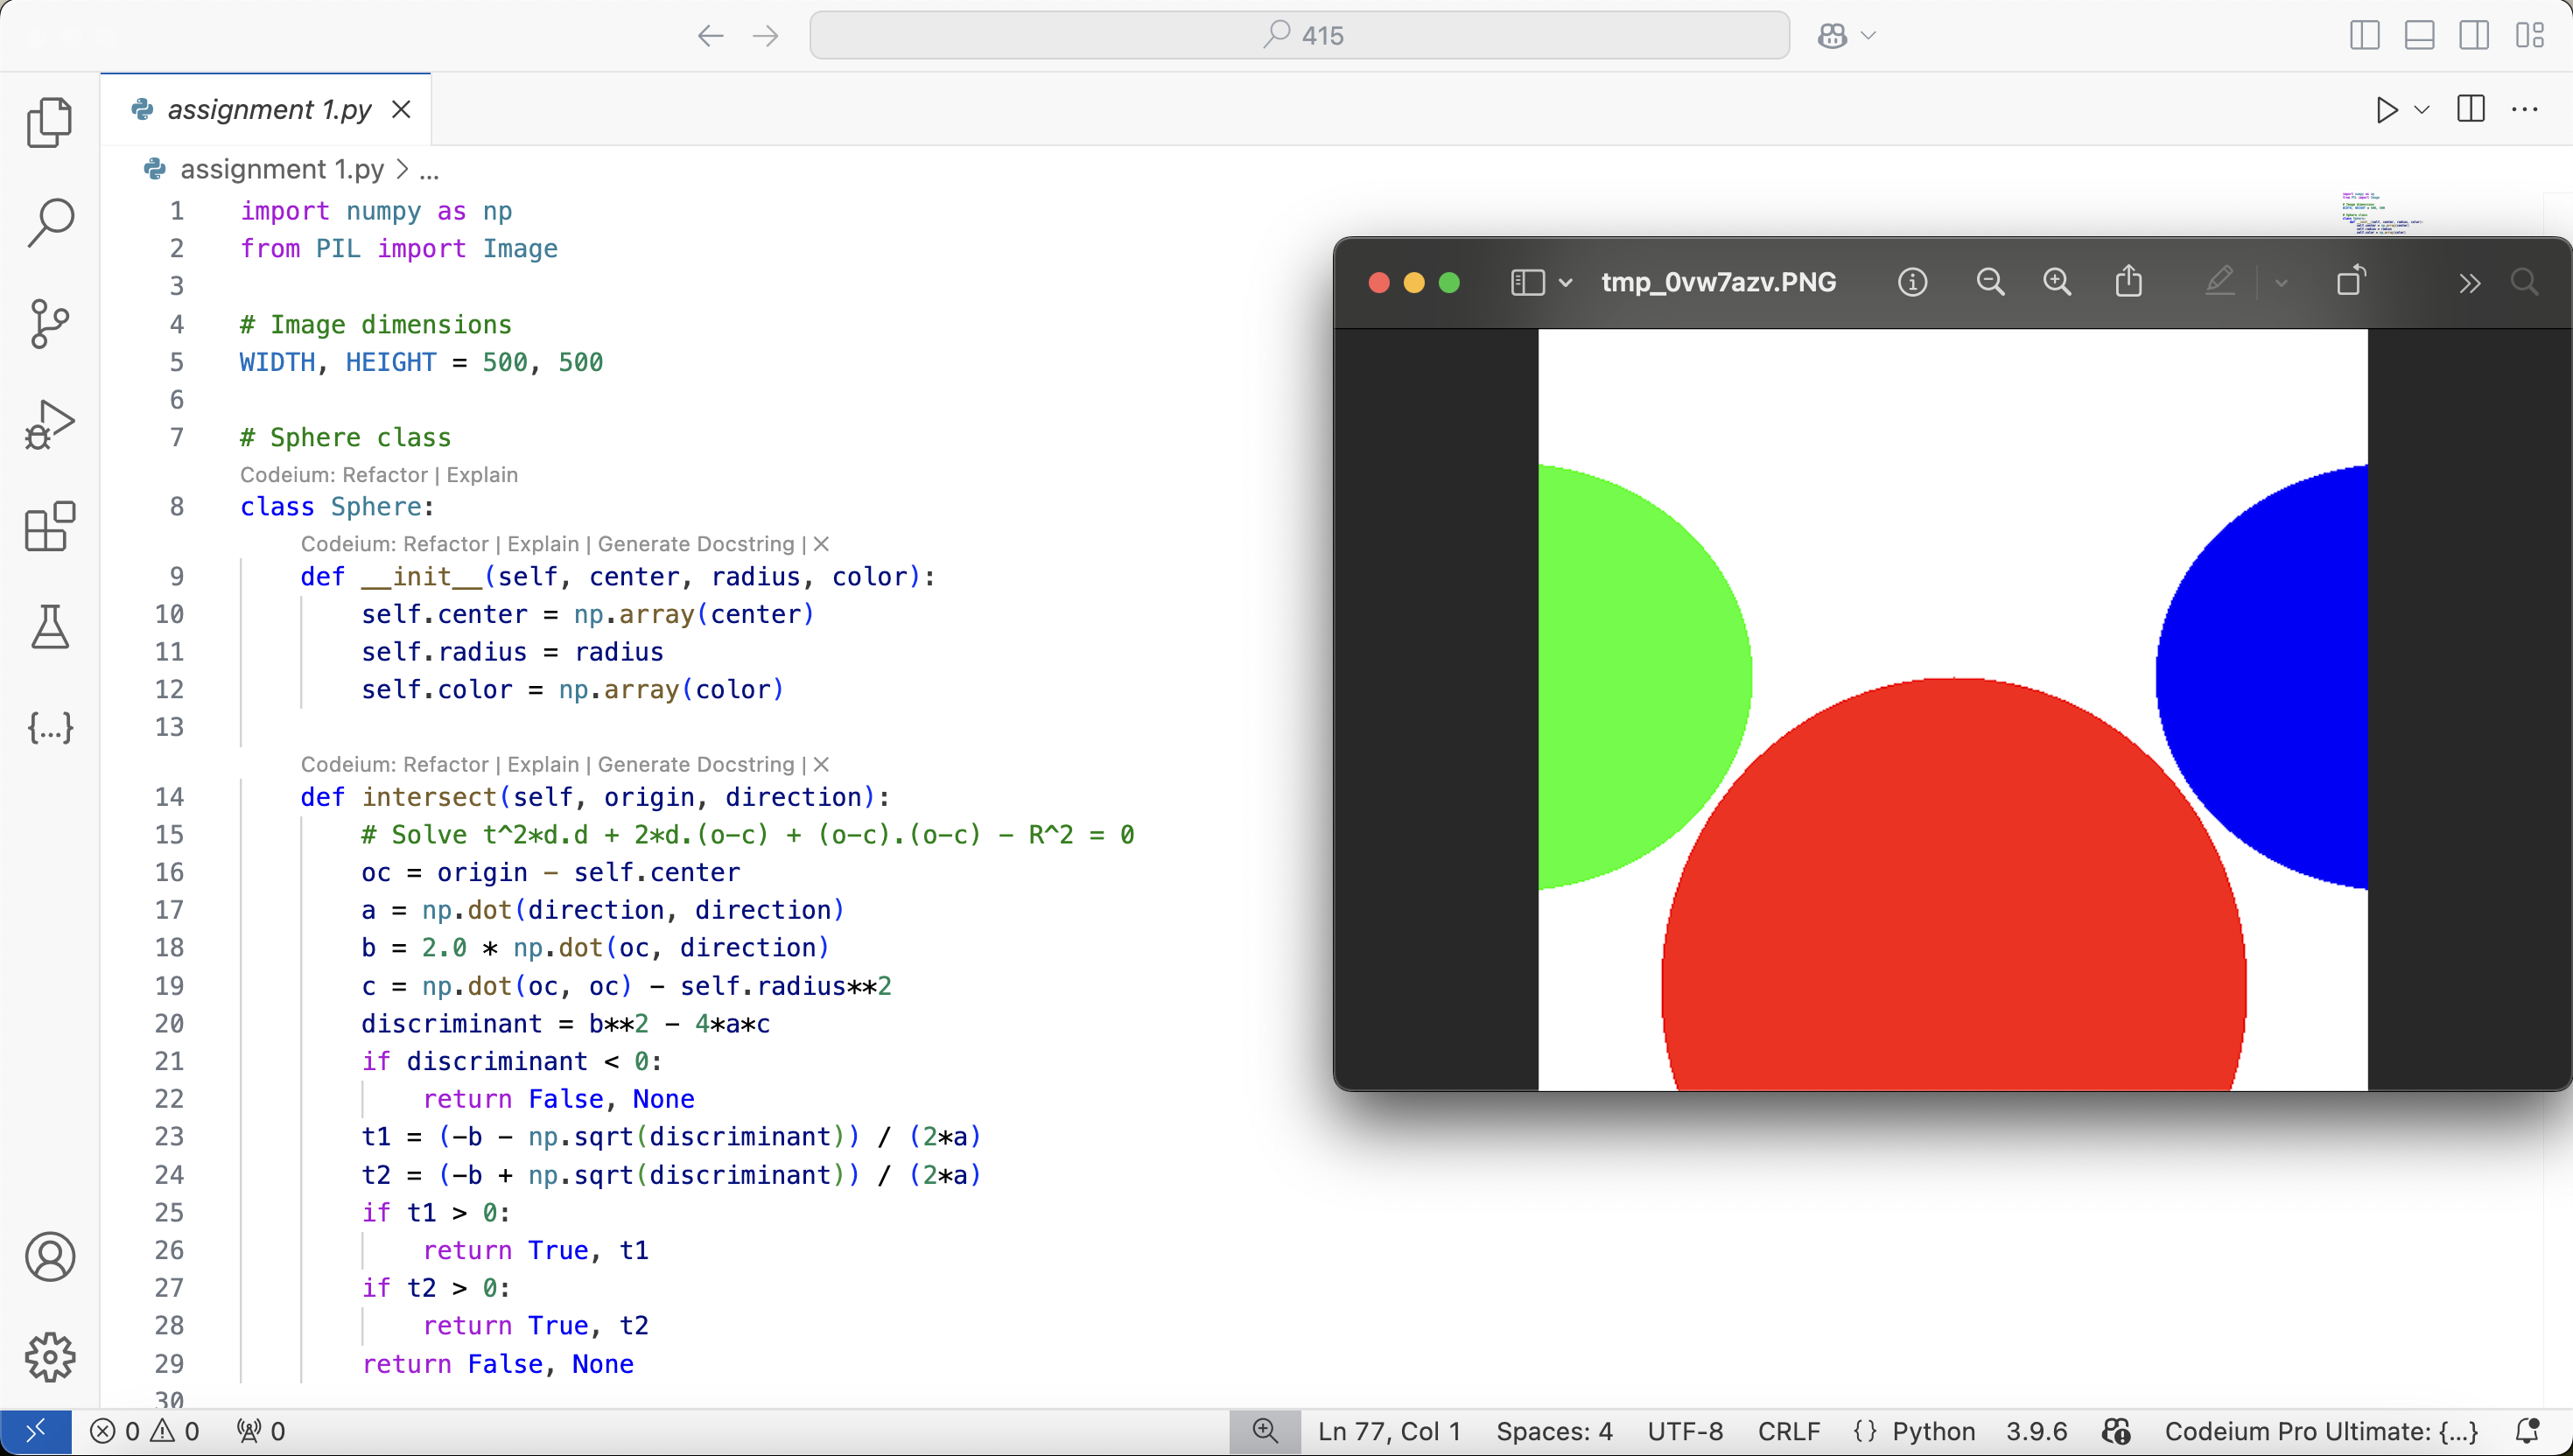 415
assignment 1.py
assignment 1.py > ...
1 import numpy as np
2 from PIL import Image
3
4 # Image dimensions
5 WIDTH, HEIGHT = 500, 500
6
7 # Sphere class
Codeium: Refactor | Explain
8 class Sphere:
Codeium: Refactor | Explain | Generate Docstring | ×
9 def __init__(self, center, radius, color):
10 self.center = np.array(center)
11 self.radius = radius
12 self.color = np.array(color)
13
Codeium: Refactor | Explain | Generate Docstring | ×
14 def intersect(self, origin, direction):
15 # Solve t^2*d.d + 2*d.(o-c) + (o-c).(o-c) - R^2 = 0
16 oc = origin - self.center
17 a = np.dot(direction, direction)
18 b = 2.0 * np.dot(oc, direction)
19 c = np.dot(oc, oc) - self.radius**2
20 discriminant = b**2 - 4*a*c
21 if discriminant < 0:
22 return False, None
23 t1 = (-b - np.sqrt(discriminant)) / (2*a)
24 t2 = (-b + np.sqrt(discriminant)) / (2*a)
25 if t1 > 0:
26 return True, t1
27 if t2 > 0:
28 return True, t2
29 return False, None
30
tmp_0vw7azv.PNG
0 0 0 Ln 77, Col 1 Spaces: 4 UTF-8 CRLF {} Python 3.9.6 Codeium Pro Ultimate: {...}